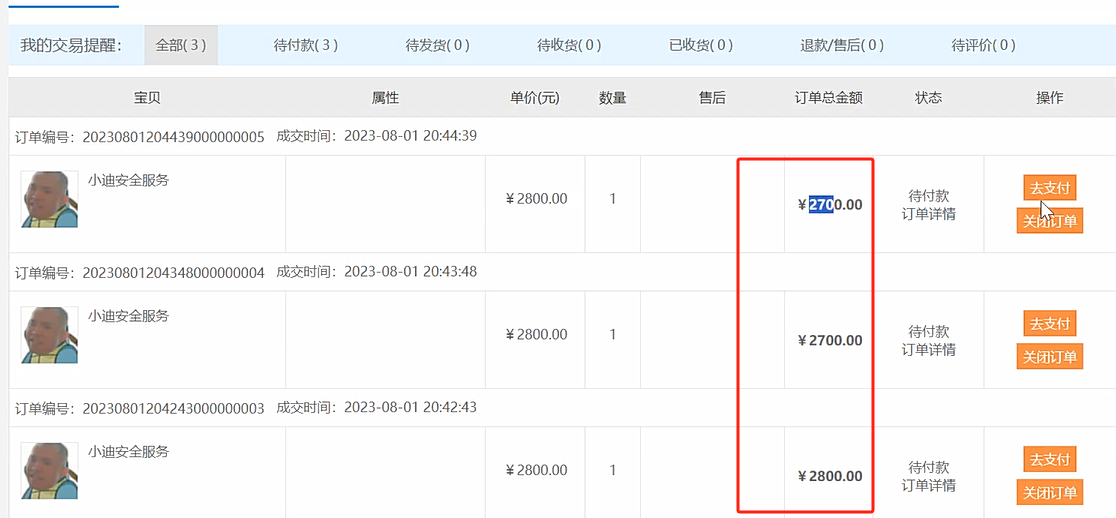 我的交易提醒： 全部( 3 ) 待付款( 3 ) 待发货( 0 ) 待收货( 0 ) 已收货( 0 ) 退款/售后( 0 ) 待评价( 0 )
宝贝 属性 单价(元) 数量 售后 订单总金额 状态 操作
订单编号：20230801204439000000005 成交时间：2023-08-01 20:44:39
小迪安全服务
¥2800.00 1 ¥2700.00
待付款 去支付
订单详情 关闭订单
订单编号：20230801204348000000004 成交时间：2023-08-01 20:43:48
小迪安全服务
¥2800.00 1 ¥2700.00
待付款 去支付
订单详情 关闭订单
订单编号：20230801204243000000003 成交时间：2023-08-01 20:42:43
小迪安全服务
¥2800.00 1 ¥2800.00
待付款 去支付
订单详情 关闭订单